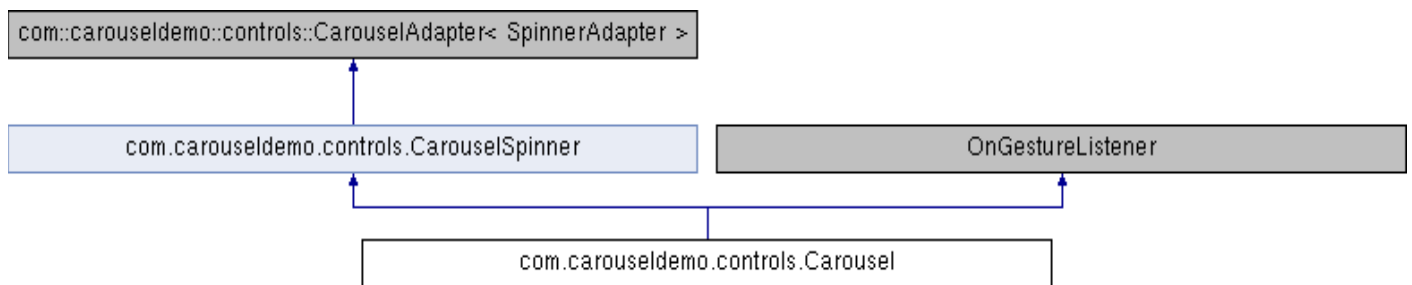 com::carouseldemo::controls::CarouselAdapter< SpinnerAdapter >
com.carouseldemo.controls.CarouselSpinner
OnGestureListener
com.carouseldemo.controls.Carousel